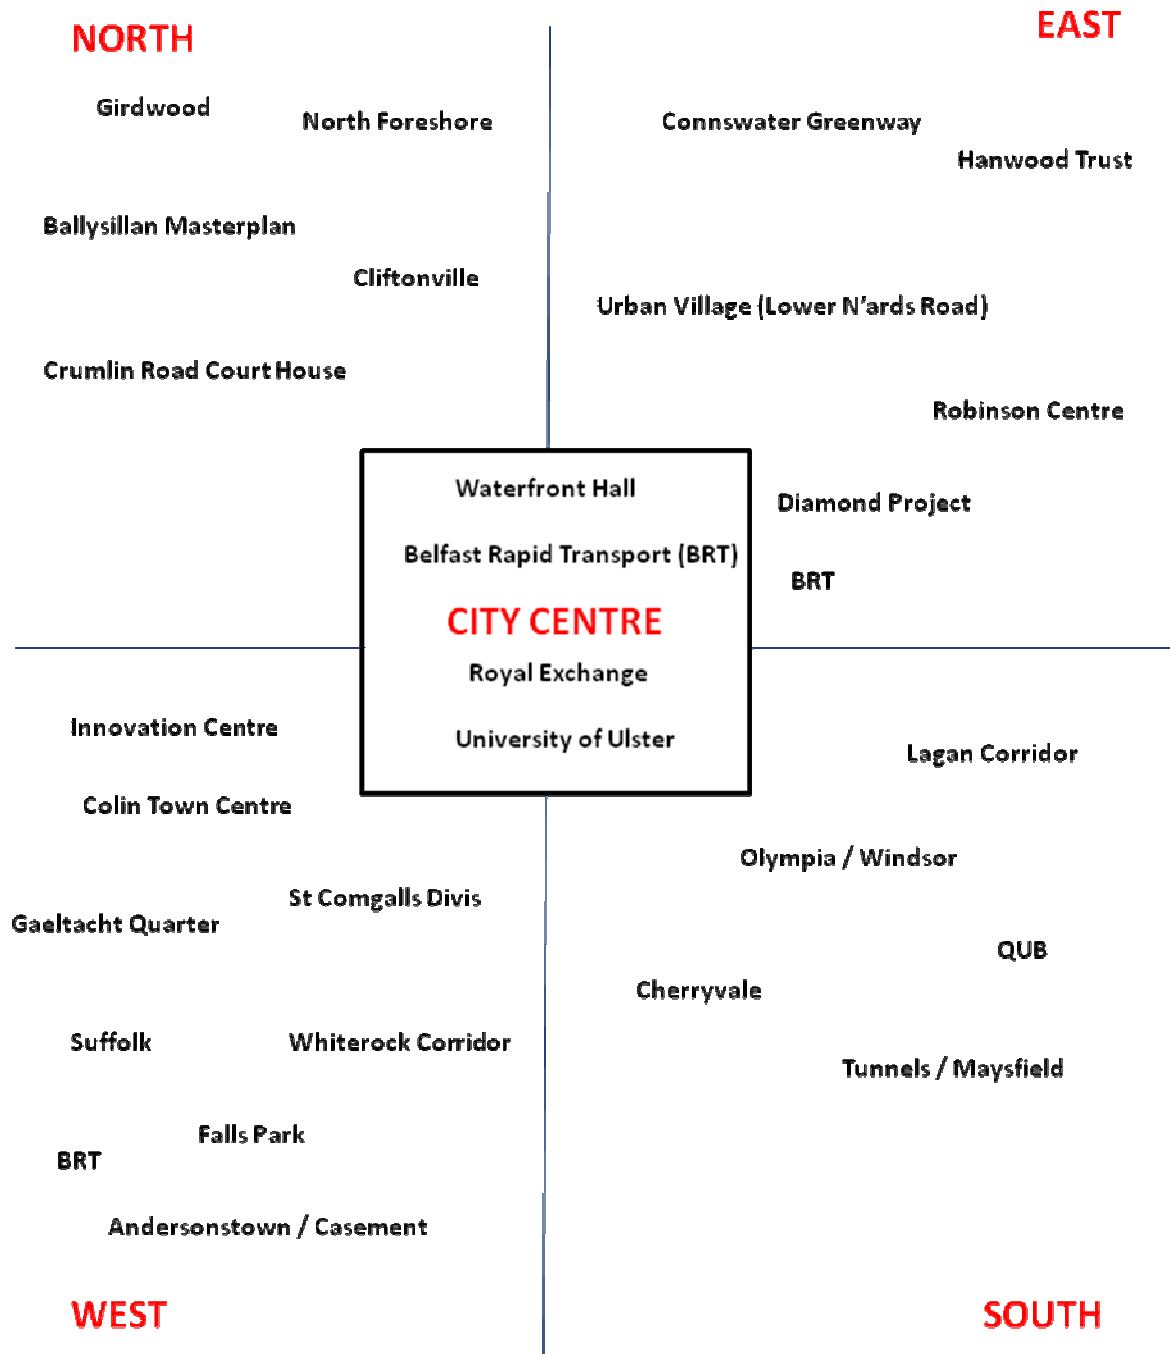 NORTH
Girdwood
North Foreshore
Ballysillan Masterplan
Cliftonville
Crumlin Road Court House
EAST
Connswater Greenway
Hanwood Trust
Urban Village (Lower N’ards Road)
Robinson Centre
Diamond Project
BRT
Waterfront Hall
Belfast Rapid Transport (BRT)
CITY CENTRE
Royal Exchange
University of Ulster
Innovation Centre
Colin Town Centre
St Comgalls Divis
Gaeltacht Quarter
Suffolk
Whiterock Corridor
Falls Park
BRT
Andersonstown / Casement
WEST
Lagan Corridor
Olympia / Windsor
QUB
Cherryvale
Tunnels / Maysfield
SOUTH